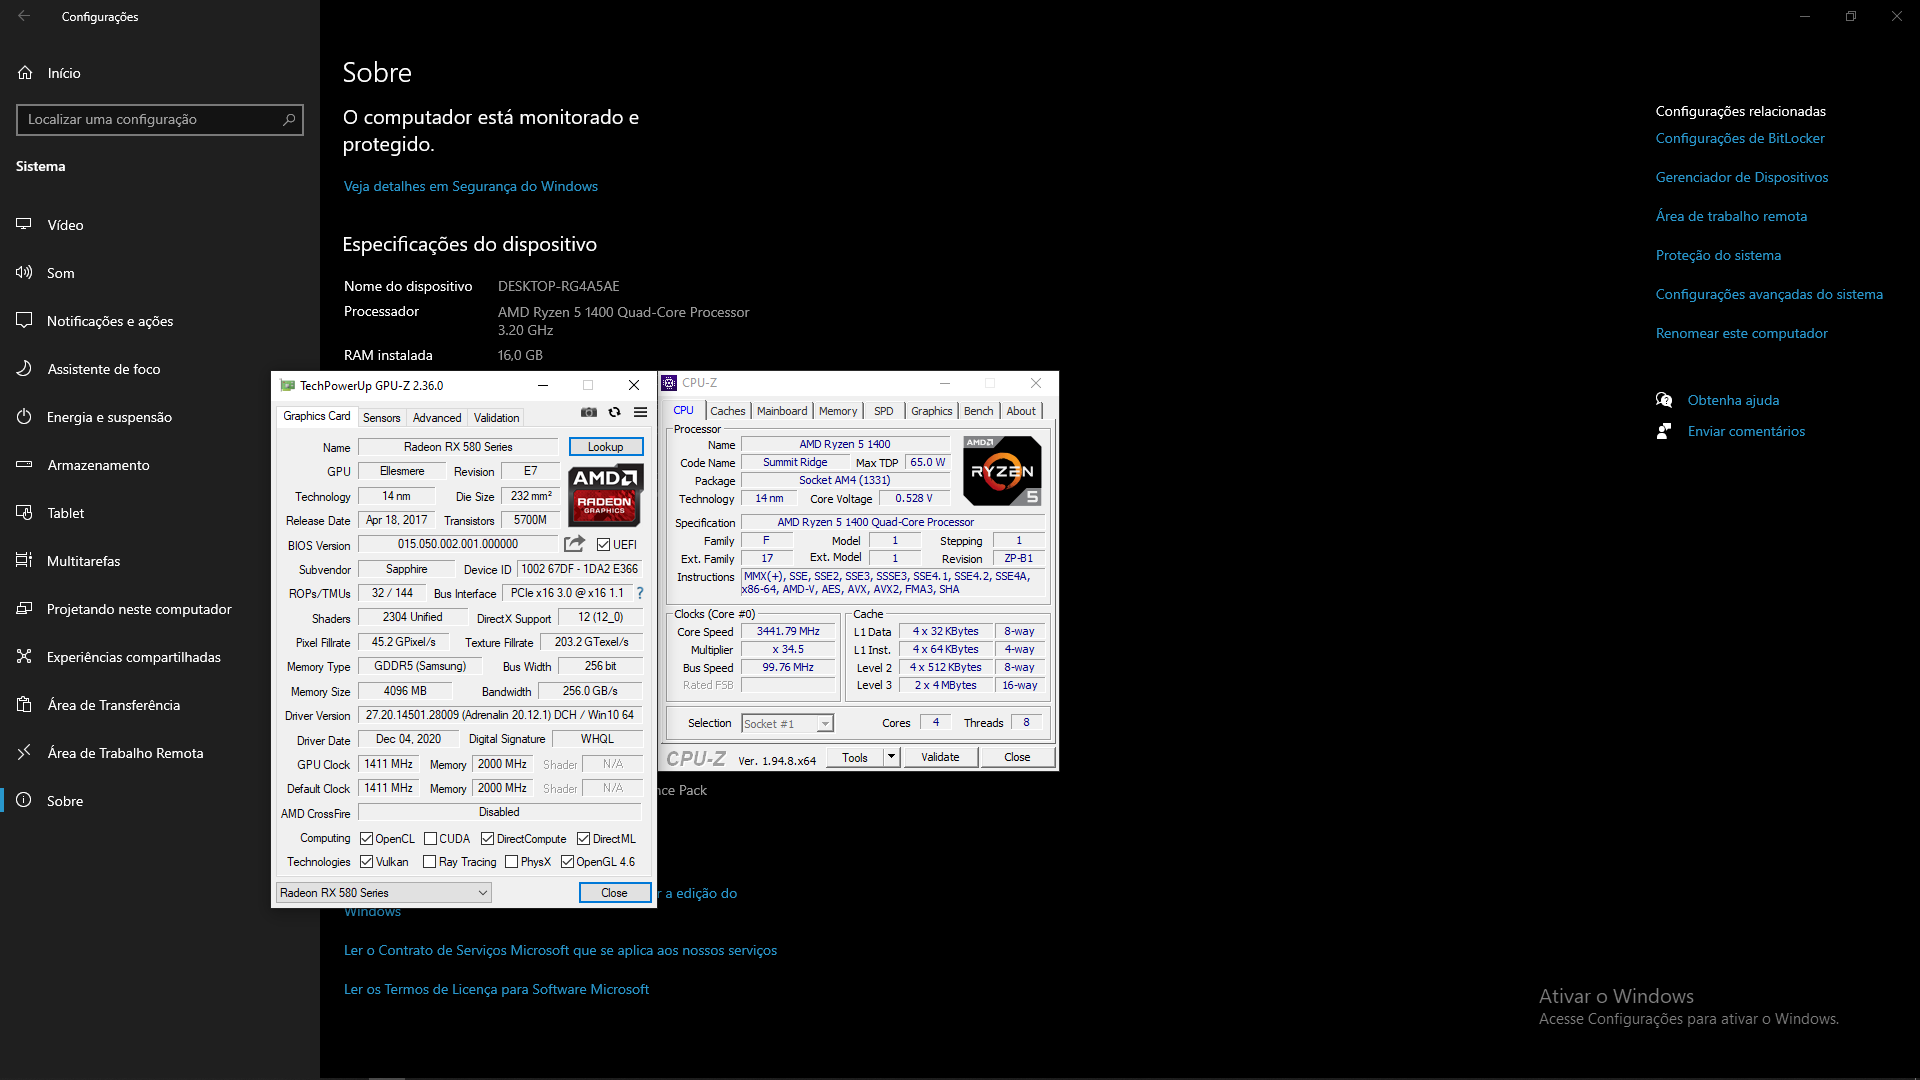 Configurações
Início
Localizar uma configuração
Sistema
Vídeo
Som
Notificações e ações
Assistente de foco
Energia e suspensão
Armazenamento
Tablet
Multitarefas
Projetando neste computador
Experiências compartilhadas
Área de Transferência
Área de Trabalho Remota
Sobre
Sobre
O computador está monitorado e
protegido.
Veja detalhes em Segurança do Windows
Especificações do dispositivo
Nome do dispositivo DESKTOP-RG4A5AE
Processador AMD Ryzen 5 1400 Quad-Core Processor
3.20 GHz
RAM instalada 16,0 GB
TechPowerUp GPU-Z 2.36.0
Graphics Card Sensors Advanced Validation
Name Radeon RX 580 Series Lookup
GPU Ellesmere Revision E7
Technology 14 nm Die Size 232 mm²
Release Date Apr 18, 2017 Transistors 5700M
BIOS Version 015.050.002.001.000000 UEFI
Subvendor Sapphire Device ID 1002 67DF - 1DA2 E366
ROPs/TMUs 32 / 144 Bus Interface PCIe x16 3.0 @ x16 1.1 ?
Shaders 2304 Unified DirectX Support 12 (12_0)
Pixel Fillrate 45.2 GPixel/s Texture Fillrate 203.2 GTexel/s
Memory Type GDDR5 (Samsung) Bus Width 256 bit
Memory Size 4096 MB Bandwidth 256.0 GB/s
Driver Version 27.20.14501.28009 (Adrenalin 20.12.1) DCH / Win10 64
Driver Date Dec 04, 2020 Digital Signature WHQL
GPU Clock 1411 MHz Memory 2000 MHz Shader N/A
Default Clock 1411 MHz Memory 2000 MHz Shader N/A
AMD CrossFire Disabled
Computing OpenCL CUDA DirectCompute DirectML
Technologies Vulkan Ray Tracing PhysX OpenGL 4.6
Radeon RX 580 Series Close
AMD
RADEON
GRAPHICS
CPU-Z
CPU Caches Mainboard Memory SPD Graphics Bench About
Processor
Name AMD Ryzen 5 1400
Code Name Summit Ridge Max TDP 65.0 W
Package Socket AM4 (1331)
Technology 14 nm Core Voltage 0.528 V
Specification AMD Ryzen 5 1400 Quad-Core Processor
Family F Model 1 Stepping 1
Ext. Family 17 Ext. Model 1 Revision ZP-B1
Instructions MMX(+), SSE, SSE2, SSE3, SSSE3, SSE4.1, SSE4.2, SSE4A,
x86-64, AMD-V, AES, AVX, AVX2, FMA3, SHA
AMD
RYZEN
5
Clocks (Core #0)
Core Speed 3441.79 MHz
Multiplier x 34.5
Bus Speed 99.76 MHz
Rated FSB
Cache
L1 Data 4 x 32 KBytes 8-way
L1 Inst. 4 x 64 KBytes 4-way
Level 2 4 x 512 KBytes 8-way
Level 3 2 x 4 MBytes 16-way
Selection Socket #1 Cores 4 Threads 8
CPU-Z Ver. 1.94.8.x64 Tools Validate Close
nce Pack
r a edição do
Windows
Ler o Contrato de Serviços Microsoft que se aplica aos nossos serviços
Ler os Termos de Licença para Software Microsoft
Configurações relacionadas
Configurações de BitLocker
Gerenciador de Dispositivos
Área de trabalho remota
Proteção do sistema
Configurações avançadas do sistema
Renomear este computador
Obtenha ajuda
Enviar comentários
Ativar o Windows
Acesse Configurações para ativar o Windows.